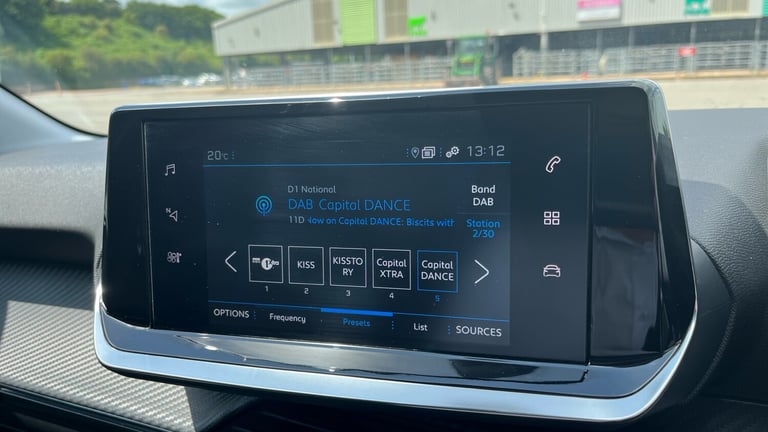 20°C
13:12
N
D1 National
Band
DAB Capital DANCE
DAB
11D Now on Capital DANCE: Biscits with
Station
2/30
1
KISS
KISSTO
RY
Capital
XTRA
Capital
DANCE
1 2 3 4 5
OPTIONS Frequency Presets List SOURCES